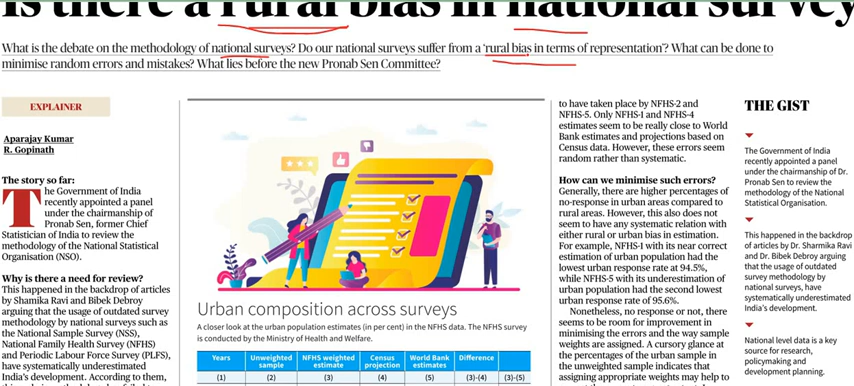 Is there a rural bias in national survey
What is the debate on the methodology of national surveys? Do our national surveys suffer from a ‘rural bias in terms of representation’? What can be done to
minimise random errors and mistakes? What lies before the new Pronab Sen Committee?
EXPLAINER
Aparajay Kumar
R. Gopinath
The story so far:
The Government of India
recently appointed a panel
under the chairmanship of
Pronab Sen, former Chief
Statistician of India to review the
methodology of the National Statistical
Organisation (NSO).
Why is there a need for review?
This happened in the backdrop of articles
by Shamika Ravi and Bibek Debroy
arguing that the usage of outdated survey
methodology by national surveys such as
the National Sample Survey (NSS),
National Family Health Survey (NFHS)
and Periodic Labour Force Survey (PLFS),
have systematically underestimated
India’s development. According to them,
Urban composition across surveys
A closer look at the urban population estimates (in per cent) in the NFHS data. The NFHS survey
is conducted by the Ministry of Health and Welfare.
Years Unweighted sample NFHS weighted estimate Census projection World Bank estimates Difference
(1) (2) (3) (4) (5) (3)-(4) (3)-(5)
to have taken place by NFHS-2 and
NFHS-5. Only NFHS-1 and NFHS-4
estimates seem to be really close to World
Bank estimates and projections based on
Census data. However, these errors seem
random rather than systematic.
How can we minimise such errors?
Generally, there are higher percentages of
no-response in urban areas compared to
rural areas. However, this also does not
seem to have any systematic relation with
either rural or urban bias in estimation.
For example, NFHS-1 with its near correct
estimation of urban population had the
lowest urban response rate at 94.5%,
while NFHS-5 with its underestimation of
urban population had the second lowest
urban response rate of 95.6%.
Nonetheless, no response or not, there
seems to be room for improvement in
minimising the errors and the way sample
weights are assigned. A cursory glance at
the percentages of the urban sample in
the unweighted sample indicates that
assigning appropriate weights may help to
THE GIST
The Government of India
recently appointed a panel
under the chairmanship of Dr.
Pronab Sen to review the
methodology of the National
Statistical Organisation.
This happened in the backdrop
of articles by Dr. Sharmika Ravi
and Dr. Bibek Debroy arguing
that the usage of outdated
survey methodology by
national surveys, have
systematically underestimated
India’s development.
National level data is a key
source for research,
policymaking and
development planning.